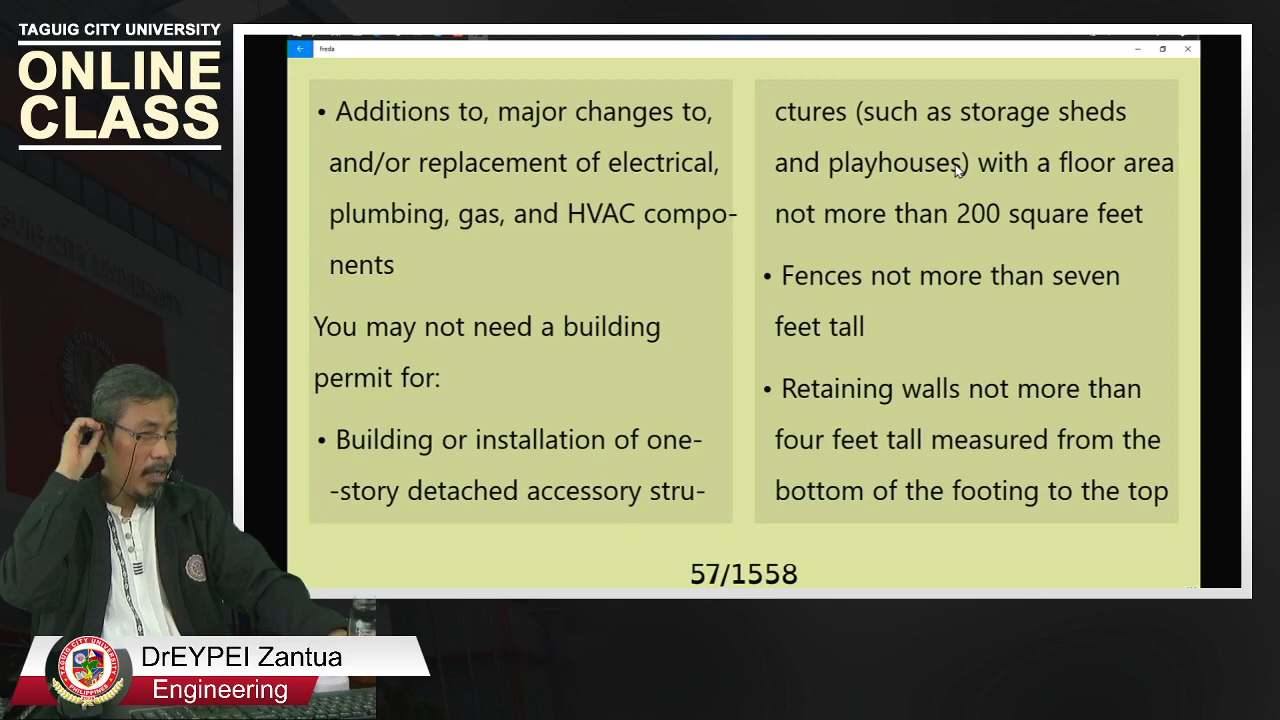 TAGUIG CITY UNIVERSITY
ONLINE
CLASS
freda
• Additions to, major changes to,
and/or replacement of electrical,
plumbing, gas, and HVAC compo-
nents
You may not need a building
permit for:
• Building or installation of one-
-story detached accessory stru-
ctures (such as storage sheds
and playhouses) with a floor area
not more than 200 square feet
• Fences not more than seven
feet tall
• Retaining walls not more than
four feet tall measured from the
bottom of the footing to the top
57/1558
DrEYPEI Zantua
Engineering